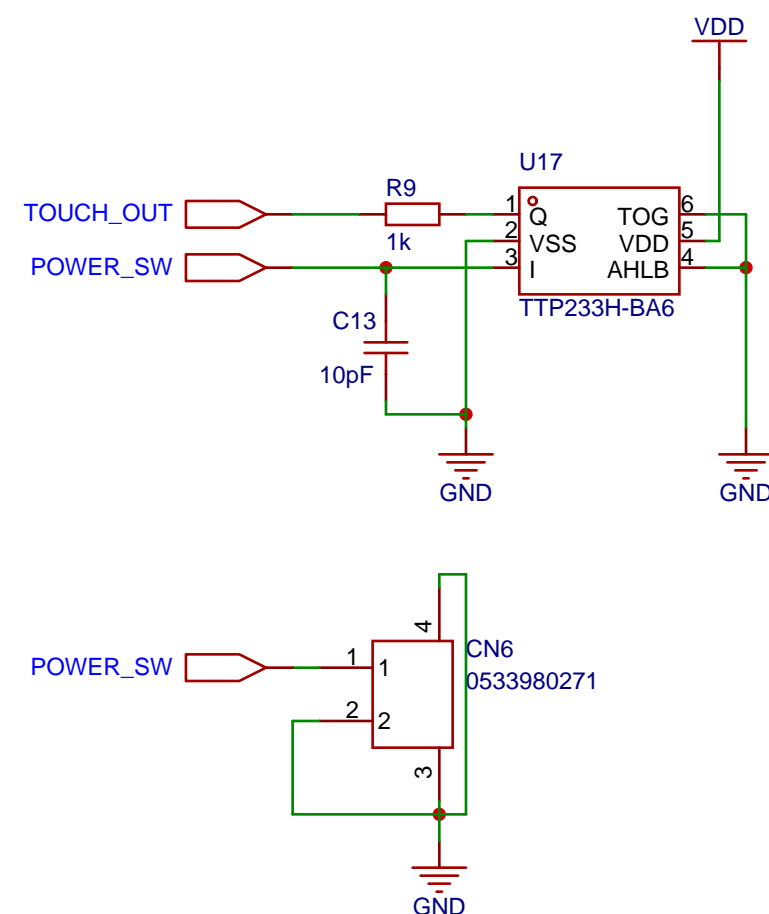 VDD
U17
TOUCH_OUT
R9
1k
1
Q
TOG
6
2
VSS
VDD
5
POWER_SW
3
I
AHLB
4
TTP233H-BA6
C13
10pF
GND
GND
4
CN6
0533980271
POWER_SW
1
1
2
2
3
GND